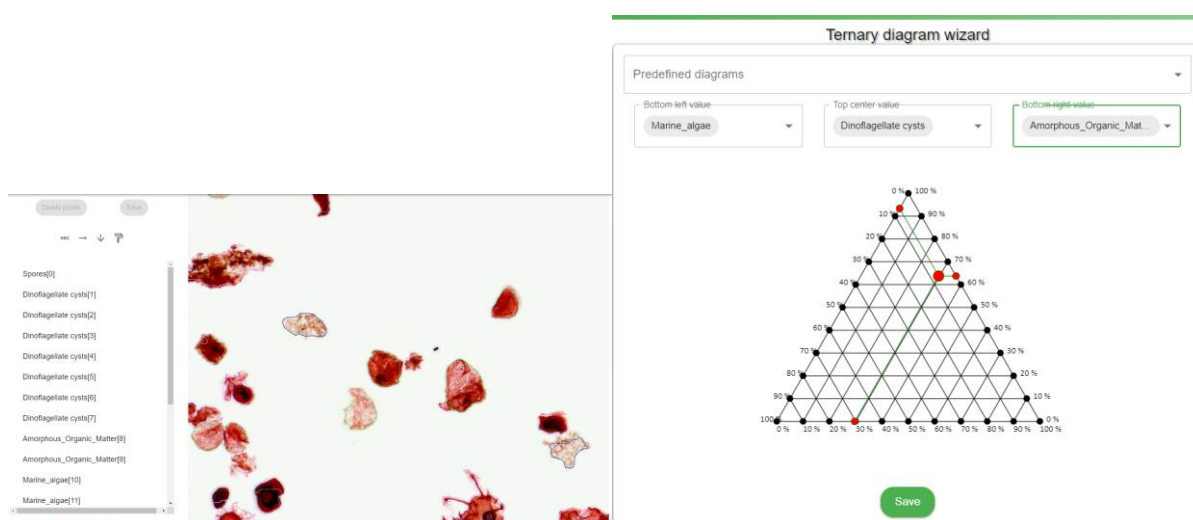 Delete points Save
Spores[0]
Dinoflagellate cysts[1]
Dinoflagellate cysts[2]
Dinoflagellate cysts[3]
Dinoflagellate cysts[4]
Dinoflagellate cysts[5]
Dinoflagellate cysts[6]
Dinoflagellate cysts[7]
Amorphous_Organic_Matter[8]
Amorphous_Organic_Matter[9]
Marine_algae[10]
Marine_algae[11]
Ternary diagram wizard
Predefined diagrams
Bottom left value Top center value Bottom right value
Marine_algae Dinoflagellate cysts Amorphous_Organic_Mat...
0 % 100 %
10 % 90 %
20 % 80 %
30 % 70 %
40 % 60 %
50 % 50 %
60 % 40 %
70 % 30 %
80 % 20 %
90 % 10 %
100 0 %
0 % 10 % 20 % 30 % 40 % 50 % 60 % 70 % 80 % 90 % 100 %
Save